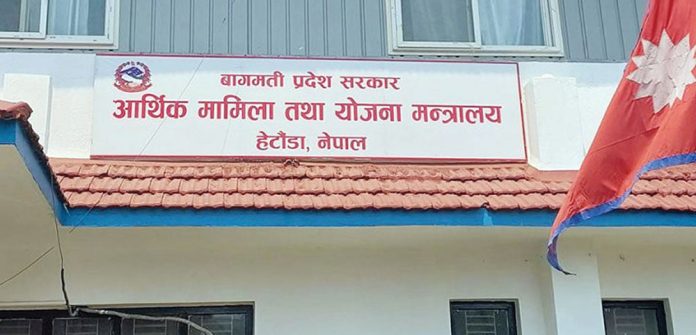 बागमती प्रदेश सरकार
आर्थिक मामिला तथा योजना मन्त्रालय
हेटौंडा, नेपाल